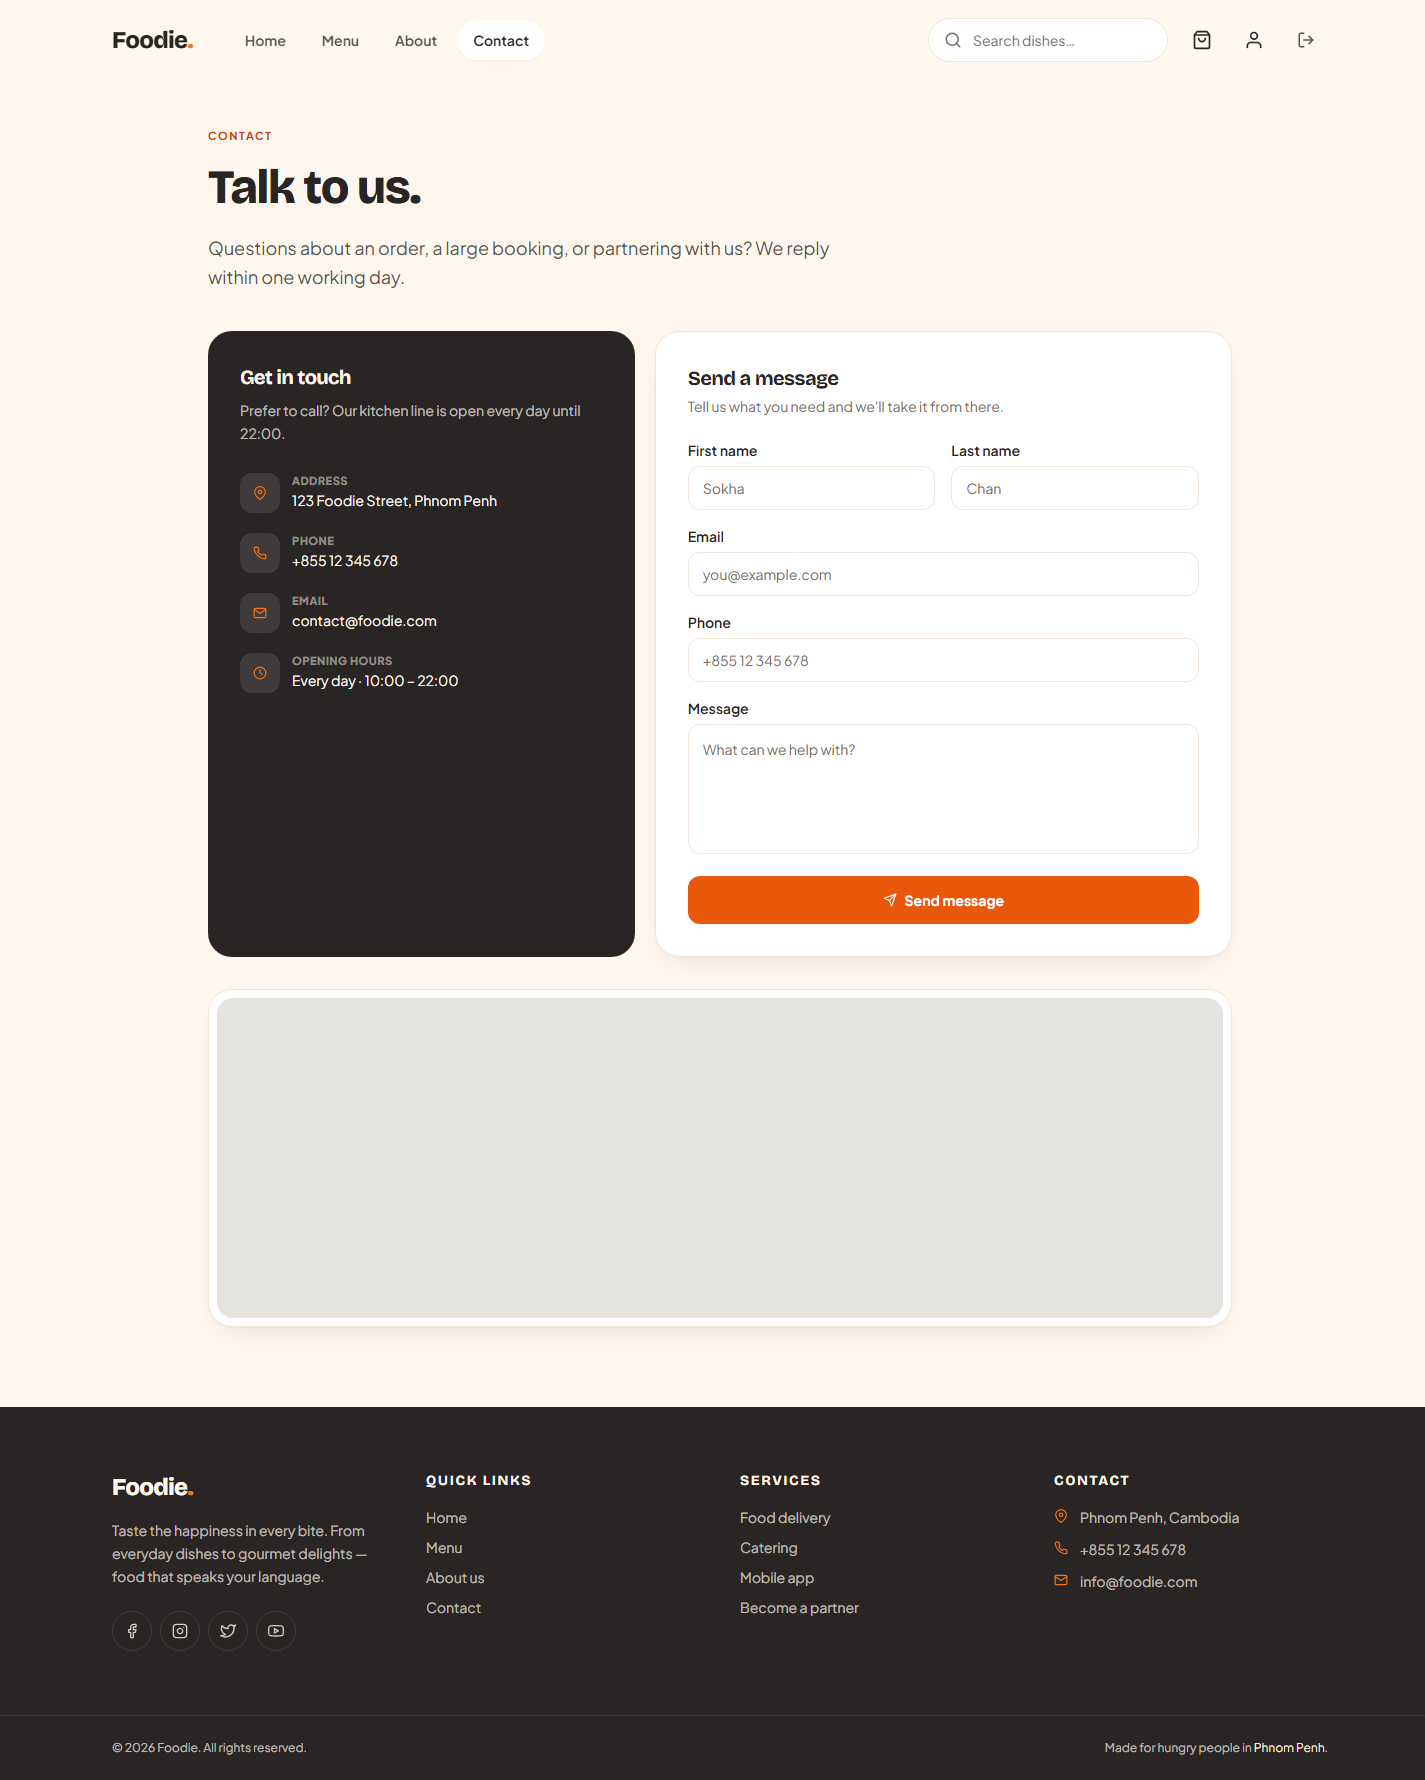 Foodie.
Home
Menu
About
Contact
Search dishes...
CONTACT
Talk to us.
Questions about an order, a large booking, or partnering with us? We reply
within one working day.
Get in touch
Prefer to call? Our kitchen line is open every day until
22:00.
ADDRESS
123 Foodie Street, Phnom Penh
PHONE
+855 12 345 678
EMAIL
contact@foodie.com
OPENING HOURS
Every day · 10:00 – 22:00
Send a message
Tell us what you need and we'll take it from there.
First name
Last name
Sokha
Chan
Email
you@example.com
Phone
+855 12 345 678
Message
What can we help with?
Send message
Foodie.
Taste the happiness in every bite. From
everyday dishes to gourmet delights —
food that speaks your language.
QUICK LINKS
Home
Menu
About us
Contact
SERVICES
Food delivery
Catering
Mobile app
Become a partner
CONTACT
Phnom Penh, Cambodia
+855 12 345 678
info@foodie.com
© 2026 Foodie. All rights reserved.
Made for hungry people in Phnom Penh.